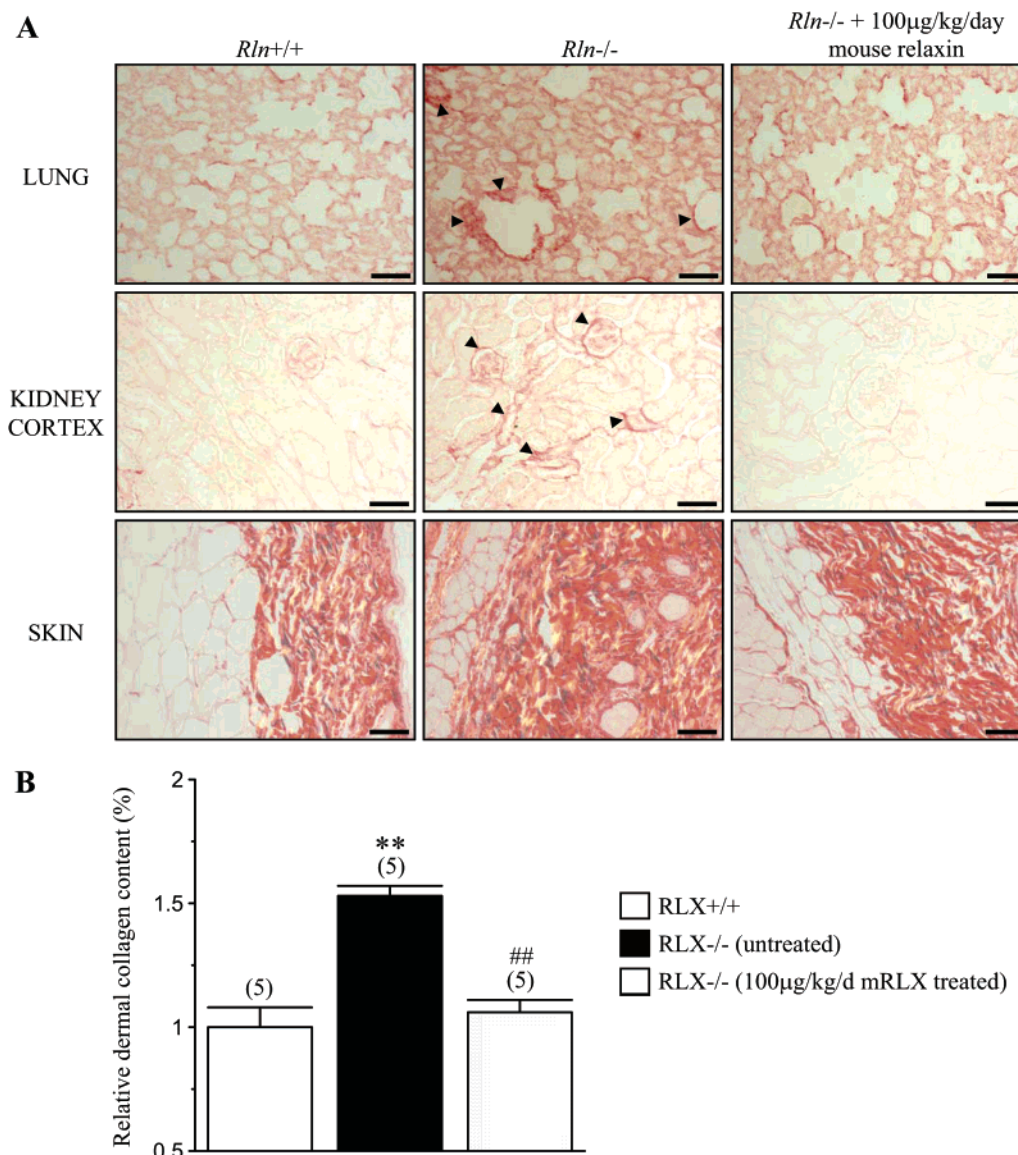 A
Rln+/+
Rln-/-
Rln-/- + 100μg/kg/day
mouse relaxin
LUNG
KIDNEY
CORTEX
SKIN
B
Relative dermal collagen content (%)
2
1.5
1
0.5
(5)
**
(5)
##
(5)
RLX+/+
RLX-/- (untreated)
RLX-/- (100μg/kg/d mRLX treated)